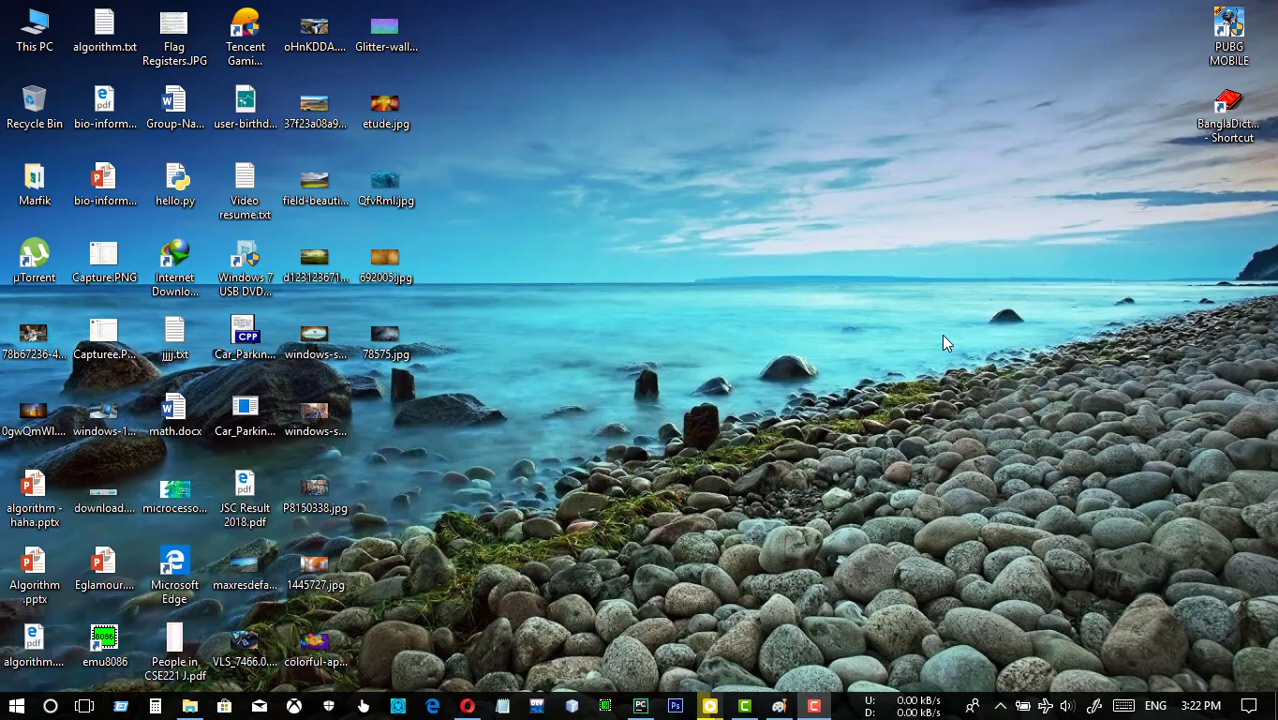 This PC
algorithm.txt
Flag
Registers.JPG
Tencent
Gami...
oHnKDDA....
Glitter-wall...
PUBG
MOBILE
Recycle Bin
bio-inform...
Group-Na...
user-birthd...
37f23a08a9...
etude.jpg
BanglaDict...
- Shortcut
Marfik
bio-inform...
hello.py
Video
resume.txt
field-beauti...
QfvRml.jpg
µTorrent
Capture.PNG
Internet
Downlo...
Windows 7
USB DVD...
d123123671...
692005.jpg
78b67236-4...
Capturee.P...
jjjj.txt
Car_Parkin...
windows-s...
78575.jpg
0gwQmWI....
windows-1...
math.docx
Car_Parkin...
windows-s...
algorithm -
haha.pptx
download....
microcesso...
JSC Result
2018.pdf
P8150338.jpg
Algorithm
.pptx
Eglamour....
Microsoft
Edge
maxresdefa...
1445727.jpg
algorithm....
emu8086
People in
CSE221 J.pdf
VLS_7466.0...
colorful-ap...
U: 0.00 kB/s
D: 0.00 kB/s
ENG
3:22 PM